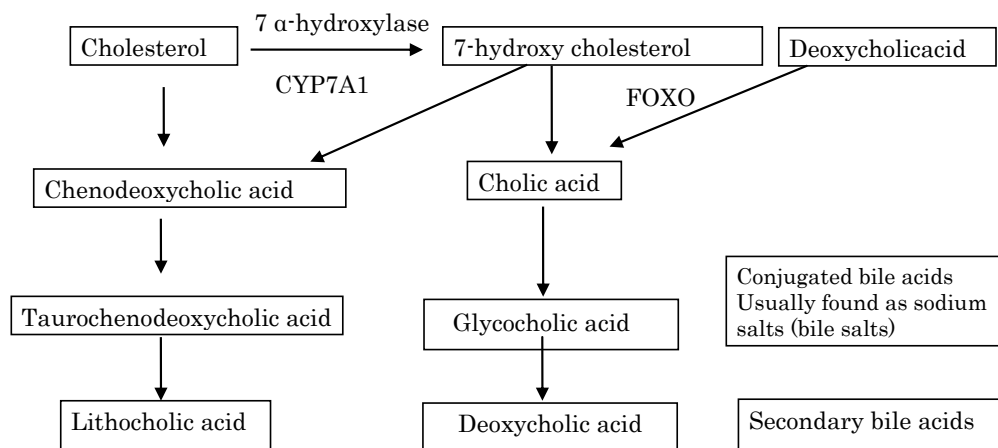 7 α-hydroxylase
Cholesterol
7-hydroxy cholesterol
Deoxycholicacid
CYP7A1
FOXO
Chenodeoxycholic acid
Cholic acid
Conjugated bile acids
Usually found as sodium
salts (bile salts)
Taurochenodeoxycholic acid
Glycocholic acid
Lithocholic acid
Deoxycholic acid
Secondary bile acids